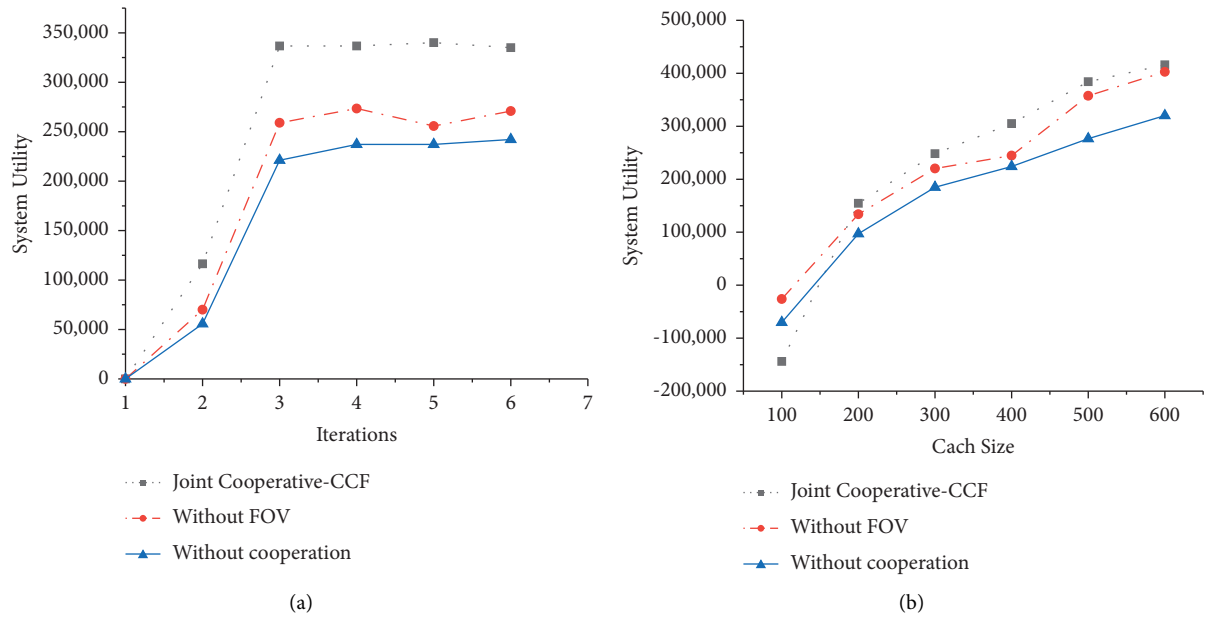 350,000
300,000
250,000
200,000
150,000
100,000
50,000
0
System Utility
1 2 3 4 5 6 7
Iterations
Joint Cooperative-CCF
Without FOV
Without cooperation
(a)
500,000
400,000
300,000
200,000
100,000
0
-100,000
-200,000
System Utility
100 200 300 400 500 600
Cach Size
Joint Cooperative-CCF
Without FOV
Without cooperation
(b)